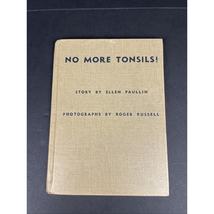 NO MORE TONSILS!
STORY BY ELLEN PAULLIN
PHOTOGRAPHS BY ROGER RUSSELL